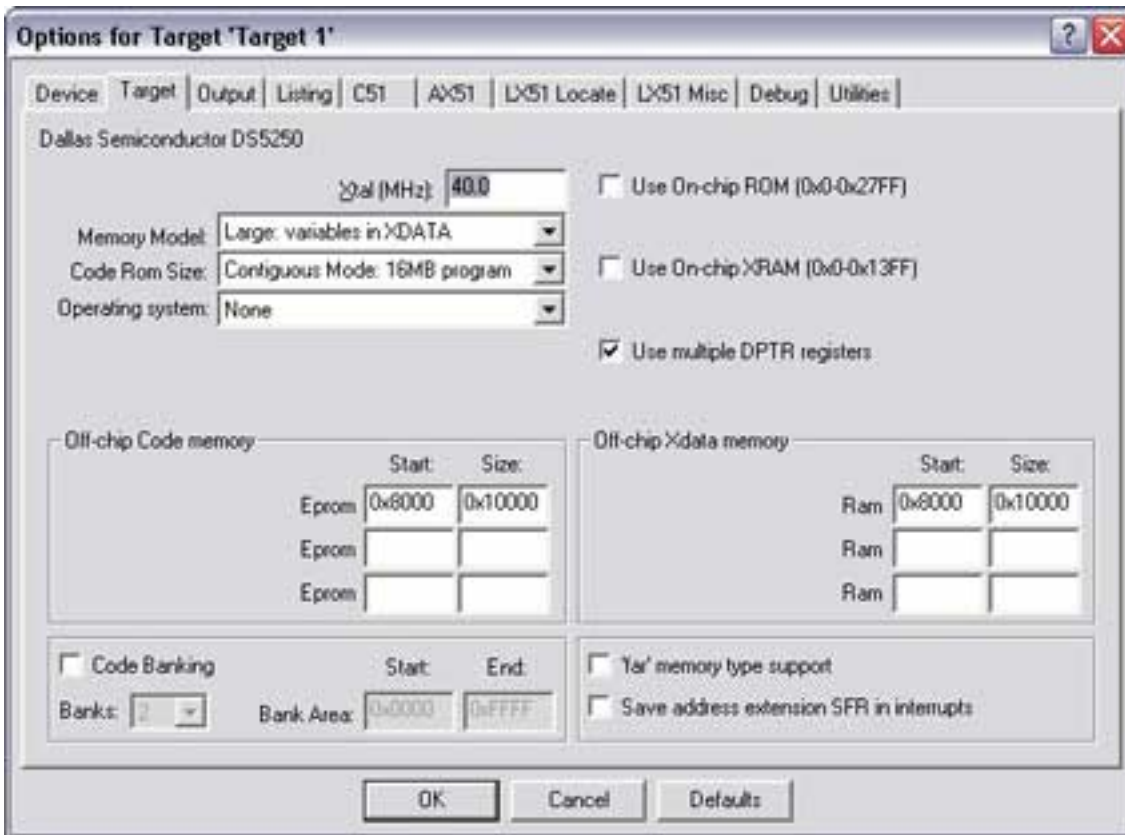 Options for Target 'Target 1'
?
Device Target Output Listing C51 AX51 LX51 Locate LX51 Misc Debug Utilities
Dallas Semiconductor DS5250
Xtal (MHz): 40.0
Use On-chip ROM (0x0-0x27FF)
Memory Model: Large: variables in XDATA
Code Rom Size: Contiguous Mode: 16MB program
Use On-chip XRAM (0x0-0x13FF)
Operating system: None
Use multiple DPTR registers
Off-chip Code memory
Start: Size:
Eprom 0x8000 0x10000
Eprom
Eprom
Off-chip Xdata memory
Start: Size:
Ram 0x8000 0x10000
Ram
Ram
Code Banking Start: End:
Banks: 2 Bank Area: 0x0000 0xFFFF
'far' memory type support
Save address extension SFR in interrupts
OK Cancel Defaults